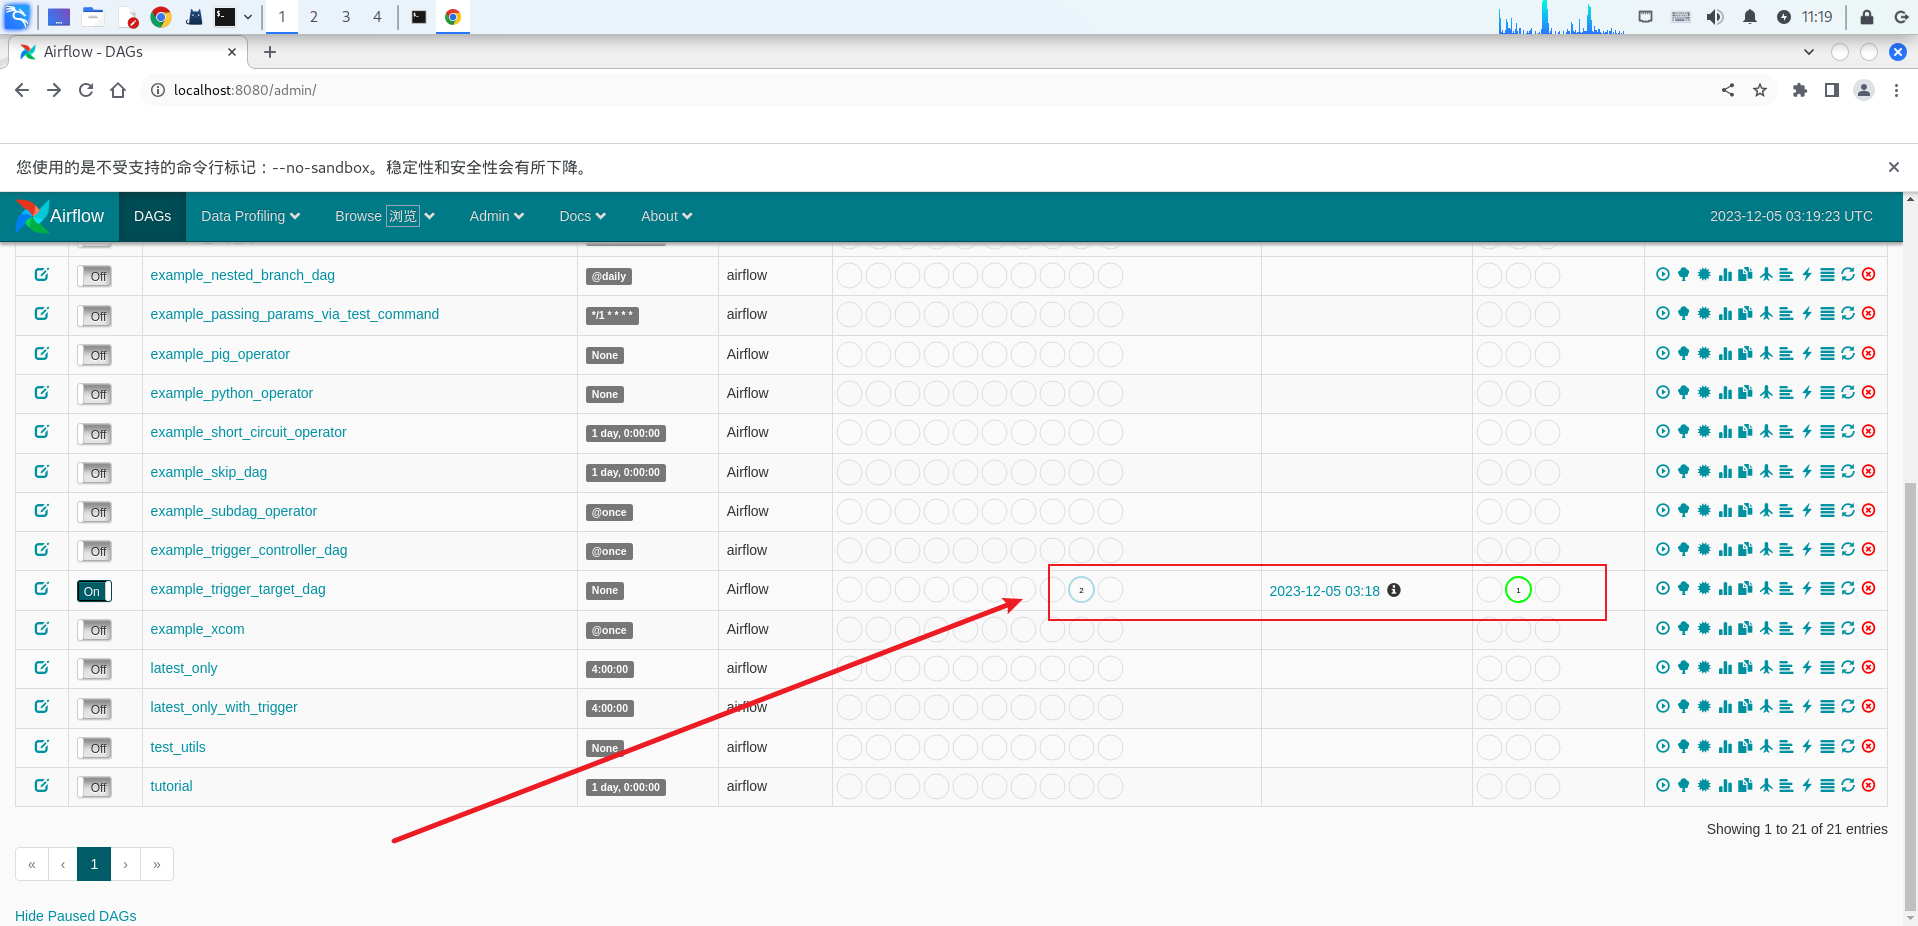 1 2 3 4 11:19
Airflow - DAGs
localhost:8080/admin/
您使用的是不受支持的命令行标记：--no-sandbox。稳定性和安全性会有所下降。
Airflow DAGs Data Profiling Browse 浏览 Admin Docs About 2023-12-05 03:19:23 UTC
Off example_nested_branch_dag @daily airflow
Off example_passing_params_via_test_command */1 * * * * airflow
Off example_pig_operator None Airflow
Off example_python_operator None Airflow
Off example_short_circuit_operator 1 day, 0:00:00 Airflow
Off example_skip_dag 1 day, 0:00:00 Airflow
Off example_subdag_operator @once Airflow
Off example_trigger_controller_dag @once airflow
On example_trigger_target_dag None Airflow 2 2023-12-05 03:18 1
Off example_xcom @once Airflow
Off latest_only 4:00:00 airflow
Off latest_only_with_trigger 4:00:00 airflow
Off test_utils None airflow
Off tutorial 1 day, 0:00:00 airflow
Showing 1 to 21 of 21 entries
« ‹ 1 › »
Hide Paused DAGs